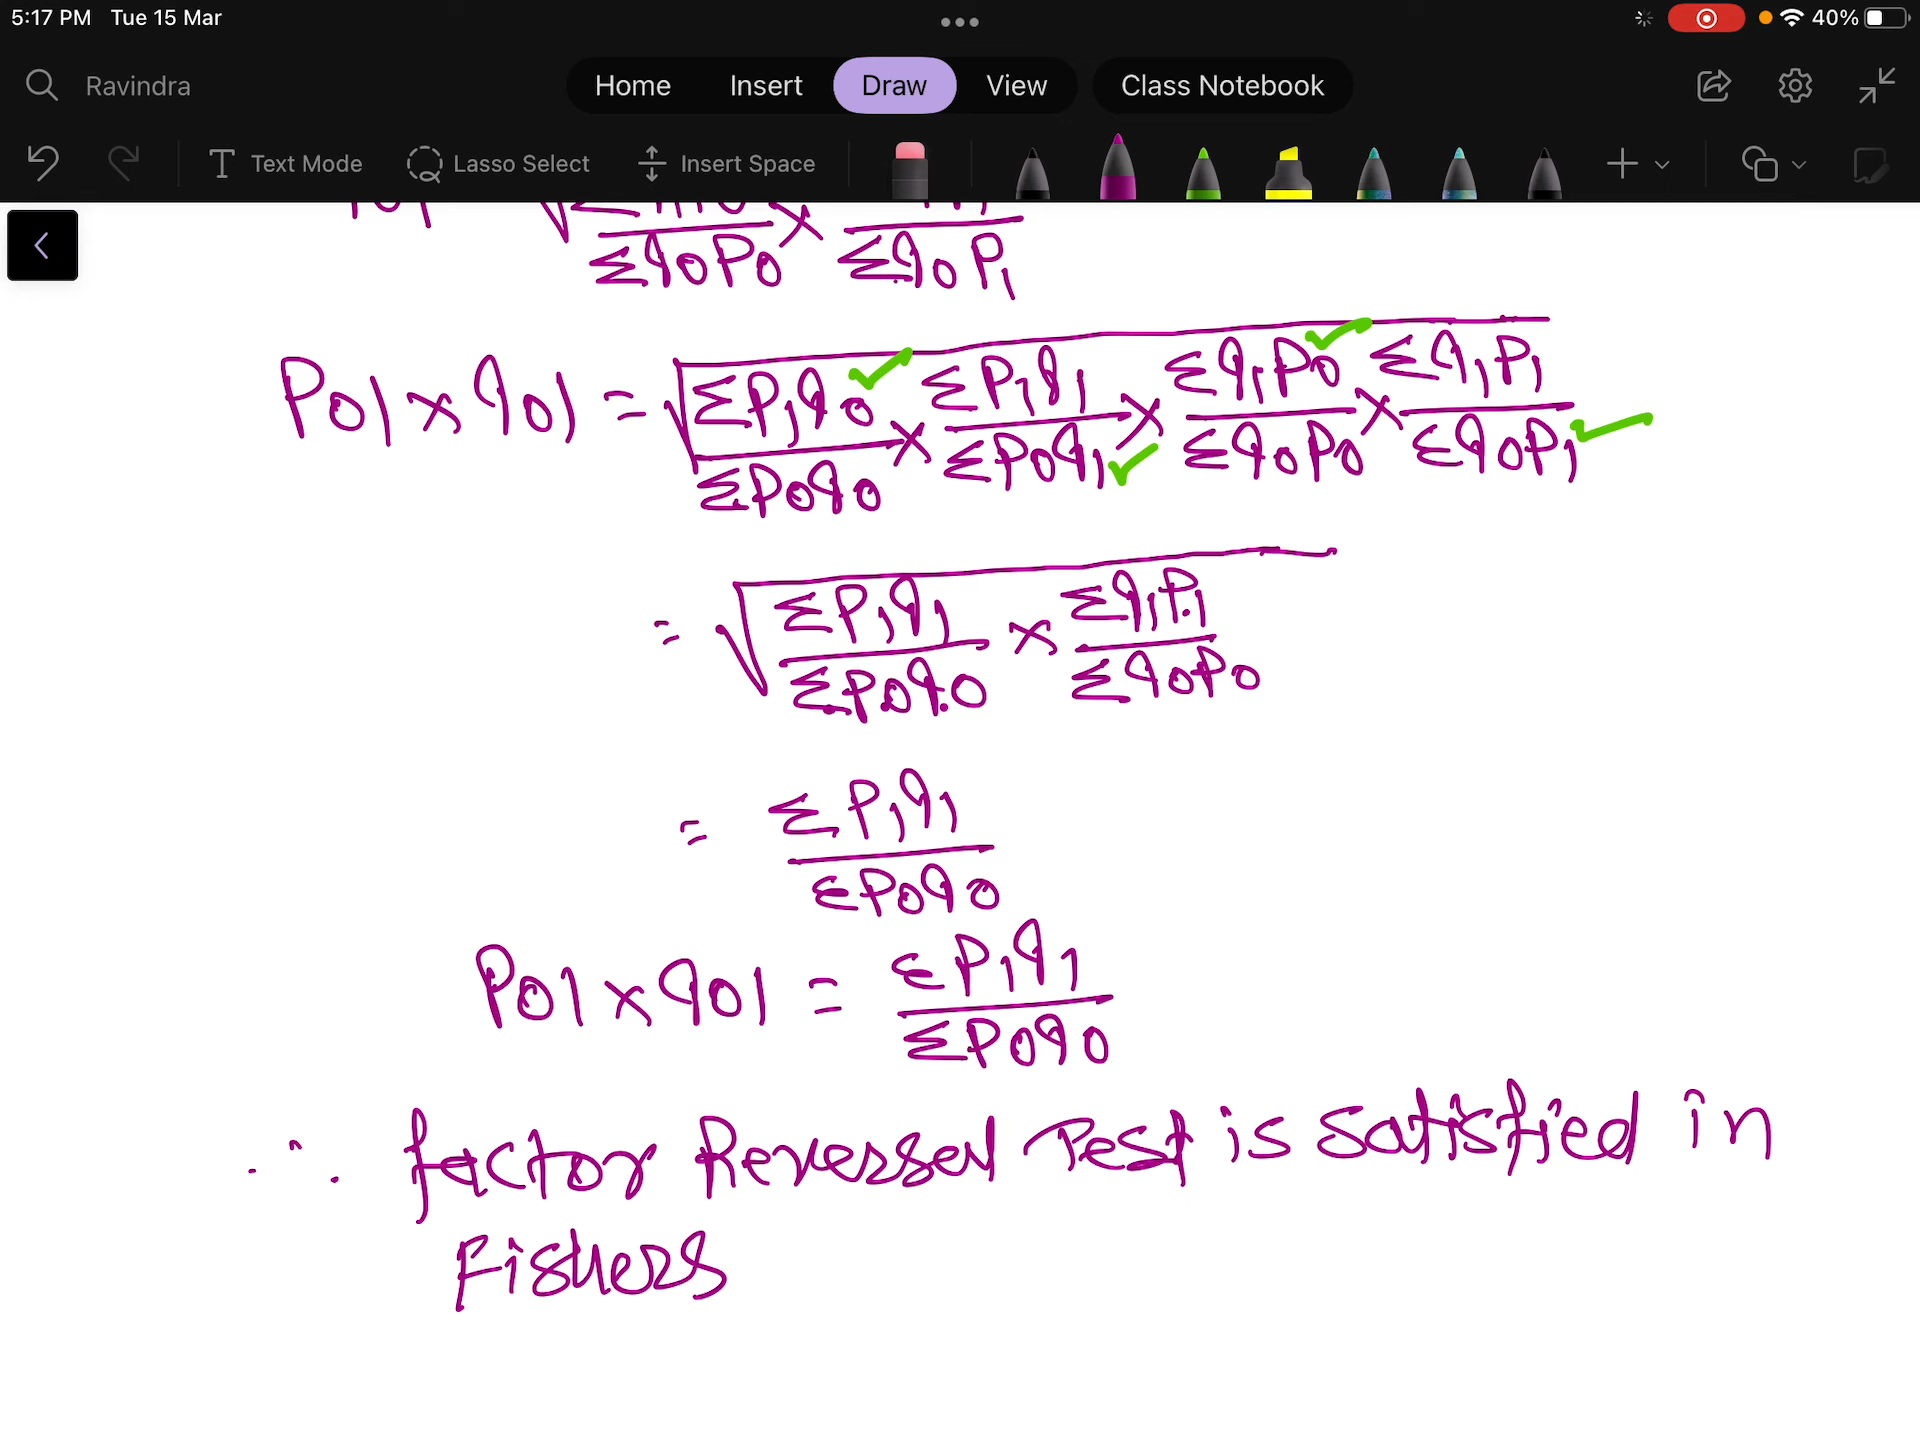 5:17 PM Tue 15 Mar 40%
Ravindra Home Insert Draw View Class Notebook
T Text Mode Lasso Select Insert Space
Σq0P0 × Σq0P1
P01 × q01 = √ΣP1q0/ΣP0q0 × ΣP1q1/ΣP0q1 × Σq1P0/Σq0P0 × Σq1P1/Σq0P1
= √ΣP1q1/ΣP0q0 × Σq1P1/Σq0P0
= ΣP1q1/ΣP0q0
P01 × q01 = ΣP1q1/ΣP0q0
∴ factor Reversal Test is satisfied in
Fishers